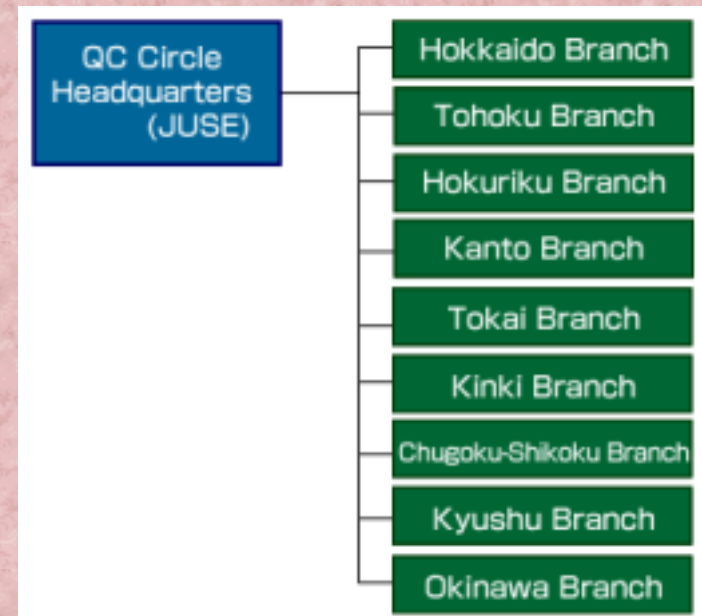 QC Circle
Headquarters
(JUSE)
Hokkaido Branch
Tohoku Branch
Hokuriku Branch
Kanto Branch
Tokai Branch
Kinki Branch
Chugoku-Shikoku Branch
Kyushu Branch
Okinawa Branch